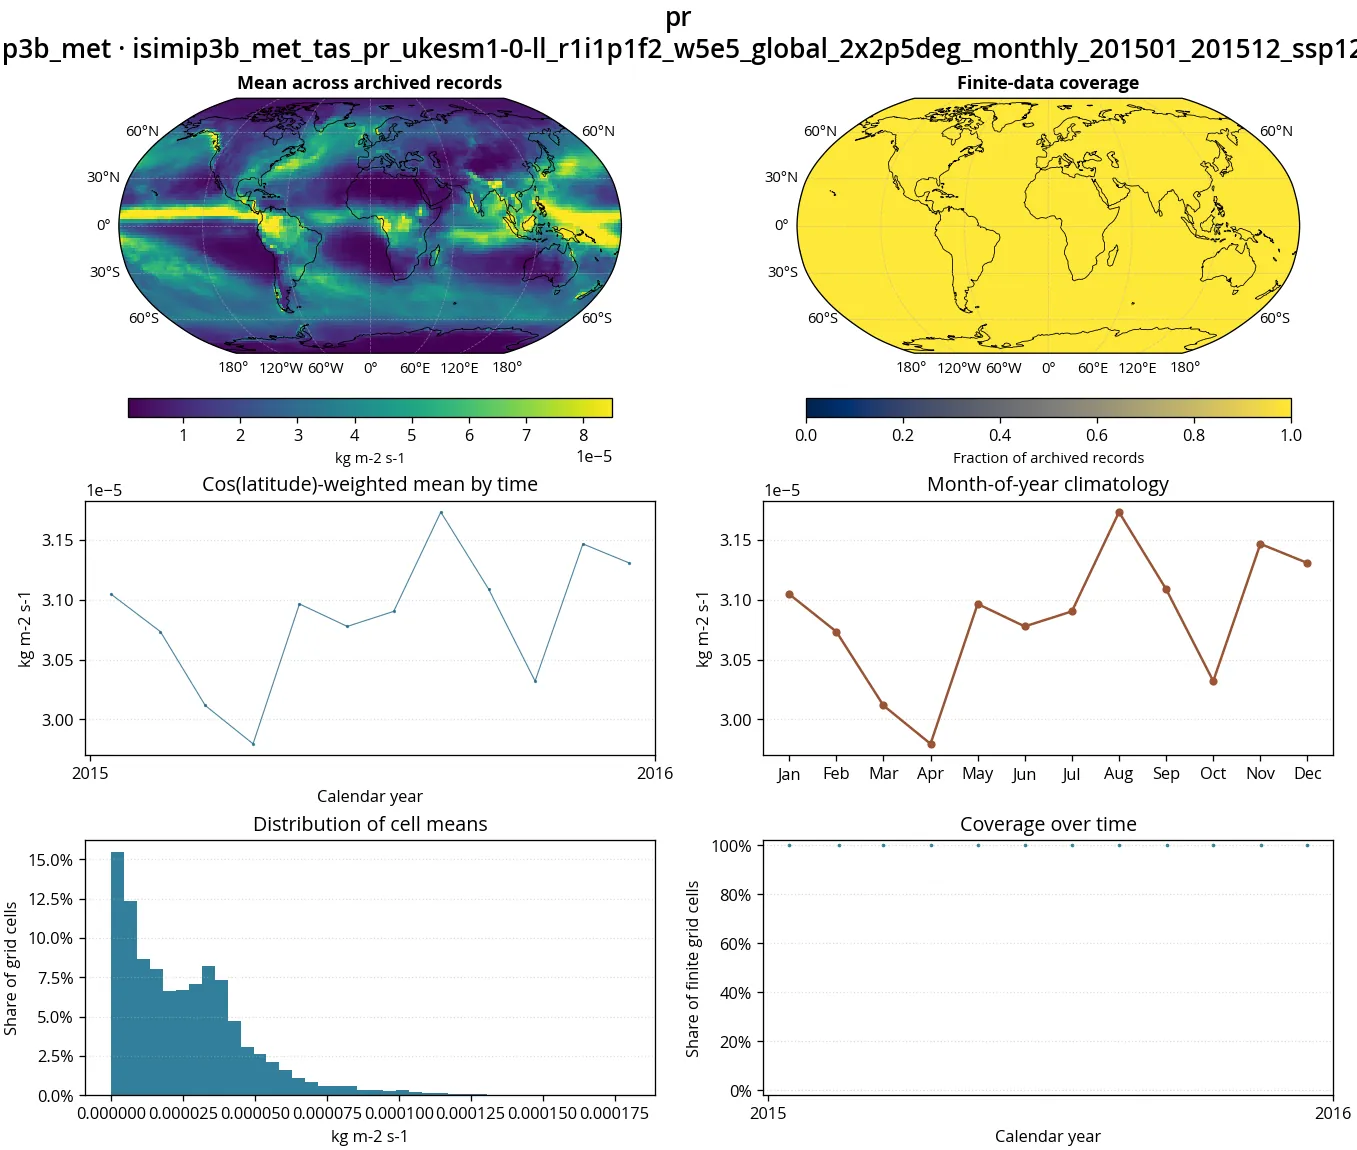 pr
p3b_met · isimip3b_met_tas_pr_ukesm1-0-ll_r1i1p1f2_w5e5_global_2x2p5deg_monthly_201501_201512_ssp12
Mean across archived records
60°N 60°N
30°N 30°N
0° 0°
30°S 30°S
60°S 60°S
180° 120°W 60°W 0° 60°E 120°E 180°
1 2 3 4 5 6 7 8
kg m-2 s-1 1e−5
Finite-data coverage
60°N 60°N
30°N 30°N
0° 0°
30°S 30°S
60°S 60°S
180° 120°W 60°W 0° 60°E 120°E 180°
0.0 0.2 0.4 0.6 0.8 1.0
Fraction of archived records
Cos(latitude)-weighted mean by time
1e−5
kg m-2 s-1
3.15
3.10
3.05
3.00
2015 2016
Calendar year
Month-of-year climatology
1e−5
kg m-2 s-1
3.15
3.10
3.05
3.00
Jan Feb Mar Apr May Jun Jul Aug Sep Oct Nov Dec
Distribution of cell means
Share of grid cells
15.0%
12.5%
10.0%
7.5%
5.0%
2.5%
0.0%
0.000000 0.000025 0.000050 0.000075 0.000100 0.000125 0.000150 0.000175
kg m-2 s-1
Coverage over time
Share of finite grid cells
100%
80%
60%
40%
20%
0%
2015 2016
Calendar year